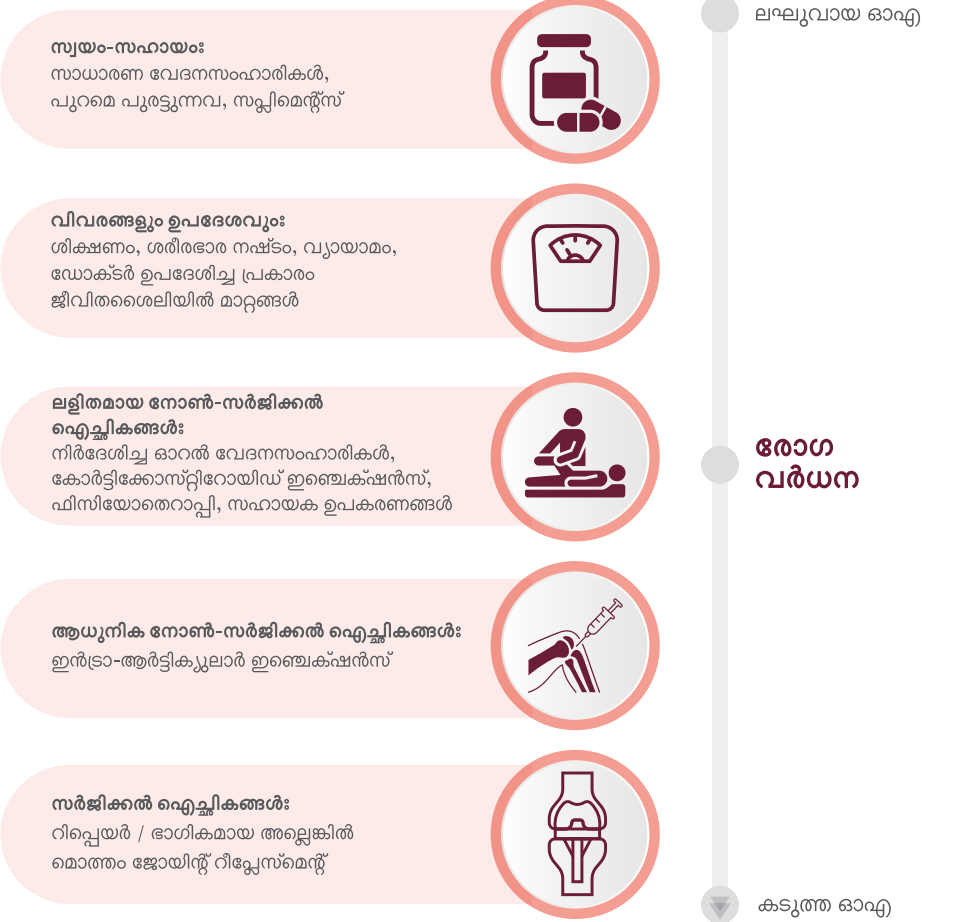 ലഘുവായ ഓഎ
സ്വയം-സഹായം:
സാധാരണ വേദനസംഹാരികൾ,
പുറമെ പുരട്ടുന്നവ, സപ്ലിമെന്റ്സ്
വിവരങ്ങളും ഉപദേശവും:
ശിക്ഷണം, ശരീരഭാര നഷ്ടം, വ്യായാമം,
ഡോക്ടർ ഉപദേശിച്ച പ്രകാരം
ജീവിതശൈലിയിൽ മാറ്റങ്ങൾ
ലളിതമായ നോൺ-സർജിക്കൽ
ഐച്ഛികങ്ങൾ:
നിർദേശിച്ച ഓറൽ വേദനസംഹാരികൾ,
കോർട്ടിക്കോസ്റ്റിറോയിഡ് ഇഞ്ചെക്ഷൻസ്,
ഫിസിയോതെറാപ്പി, സഹായക ഉപകരണങ്ങൾ
രോഗ
വർധന
ആധുനിക നോൺ-സർജിക്കൽ ഐച്ഛികങ്ങൾ:
ഇൻട്രാ-ആർട്ടിക്യുലാർ ഇഞ്ചെക്ഷൻസ്
സർജിക്കൽ ഐച്ഛികങ്ങൾ:
റിപ്പെയർ / ഭാഗികമായ അല്ലെങ്കിൽ
മൊത്തം ജോയിന്റ് റീപ്ലേസ്മെന്റ്
കടുത്ത ഓഎ